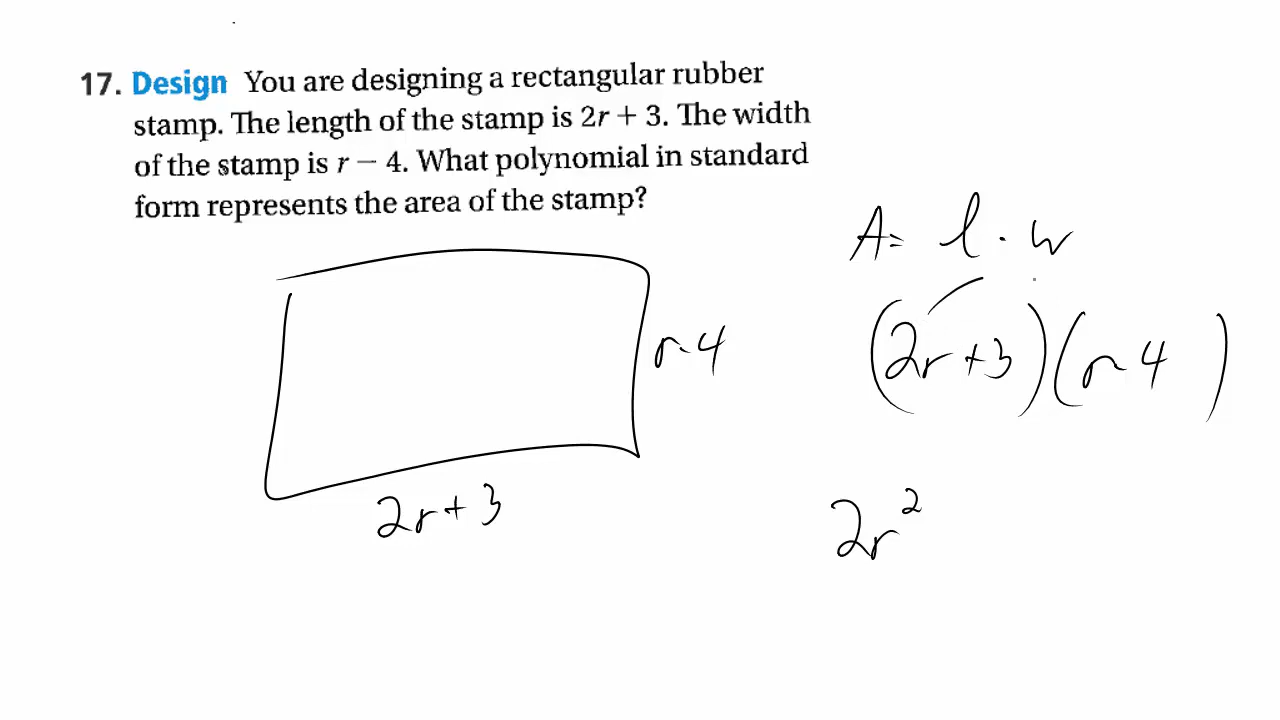 17. Design You are designing a rectangular rubber
stamp. The length of the stamp is 2r + 3. The width
of the stamp is r − 4. What polynomial in standard
form represents the area of the stamp?
A = l · w
(2r+3)(r-4)
r-4
2r+3
2r²